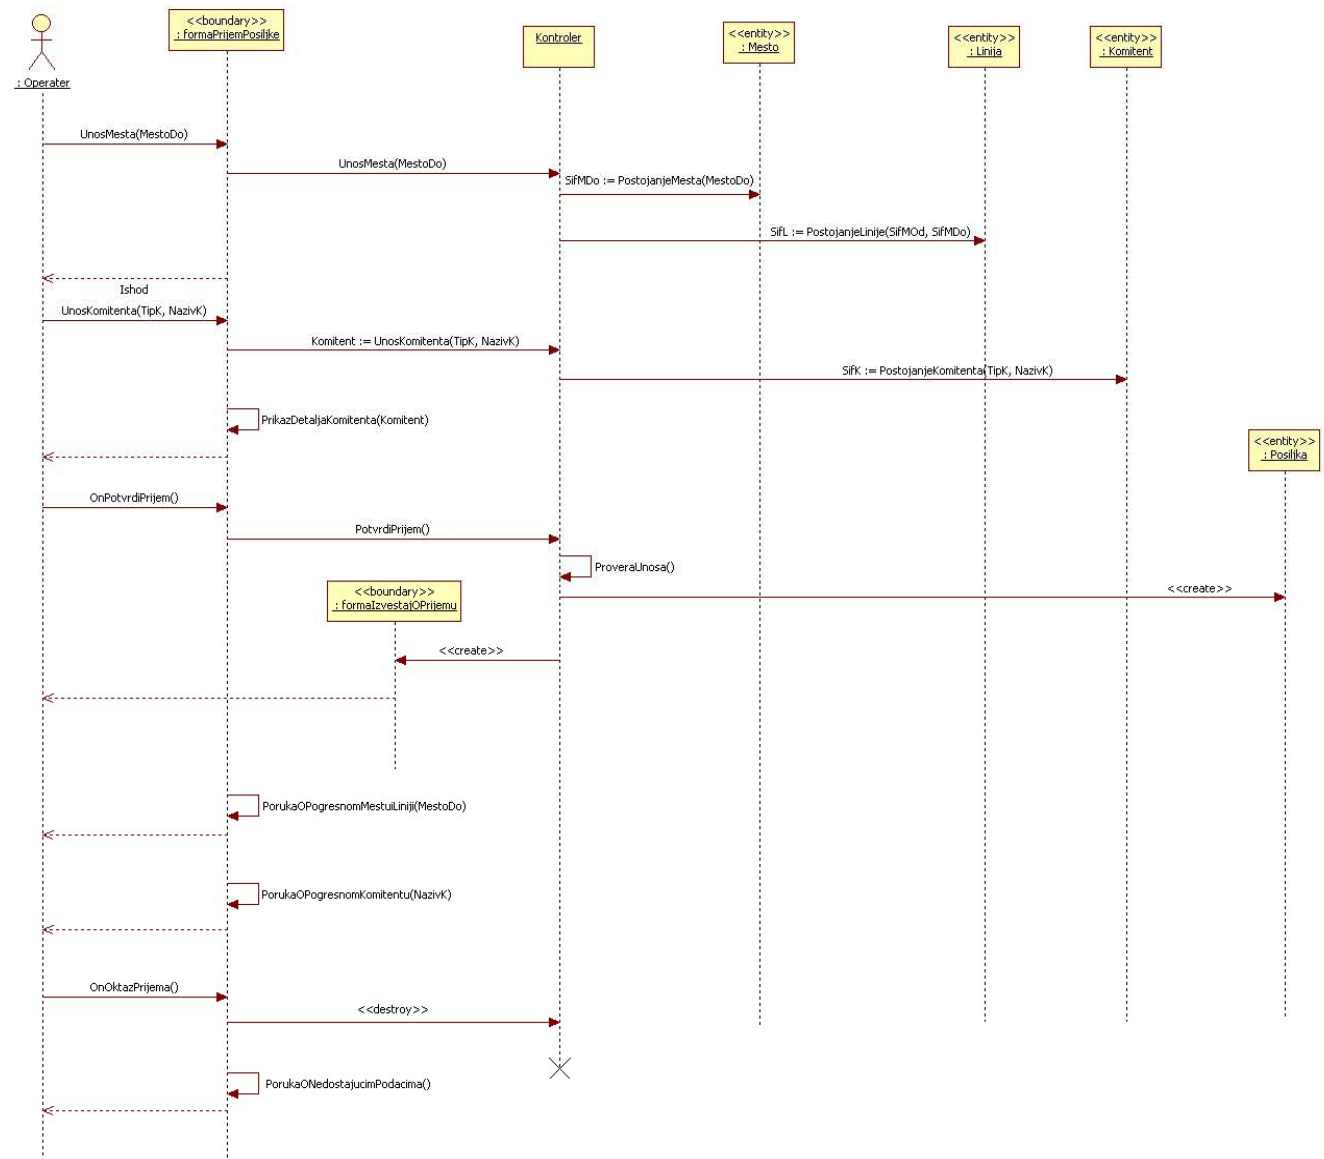 <<boundary>>
: formaPrijemPosiljke
Kontroler
<<entity>>
: Mesto
<<entity>>
: Linija
<<entity>>
: Komitent
: Operater
UnosMesta(MestoDo)
UnosMesta(MestoDo)
SifMDo := PostojanjeMesta(MestoDo)
SifL := PostojanjeLinije(SifMOd, SifMDo)
Ishod
UnosKomitenta(TipK, NazivK)
Komitent := UnosKomitenta(TipK, NazivK)
SifK := PostojanjeKomitenta(TipK, NazivK)
PrikazDetaljaKomitenta(Komitent)
<<entity>>
: Posiljka
OnPotvrdiPrijem()
PotvrdiPrijem()
ProveraUnosa()
<<create>>
<<boundary>>
: formaIzvestajOPrijemu
<<create>>
PorukaOPogresnomMestuiLiniji(MestoDo)
PorukaOPogresnomKomitentu(NazivK)
OnOktazPrijema()
<<destroy>>
PorukaONedostajucimPodacima()